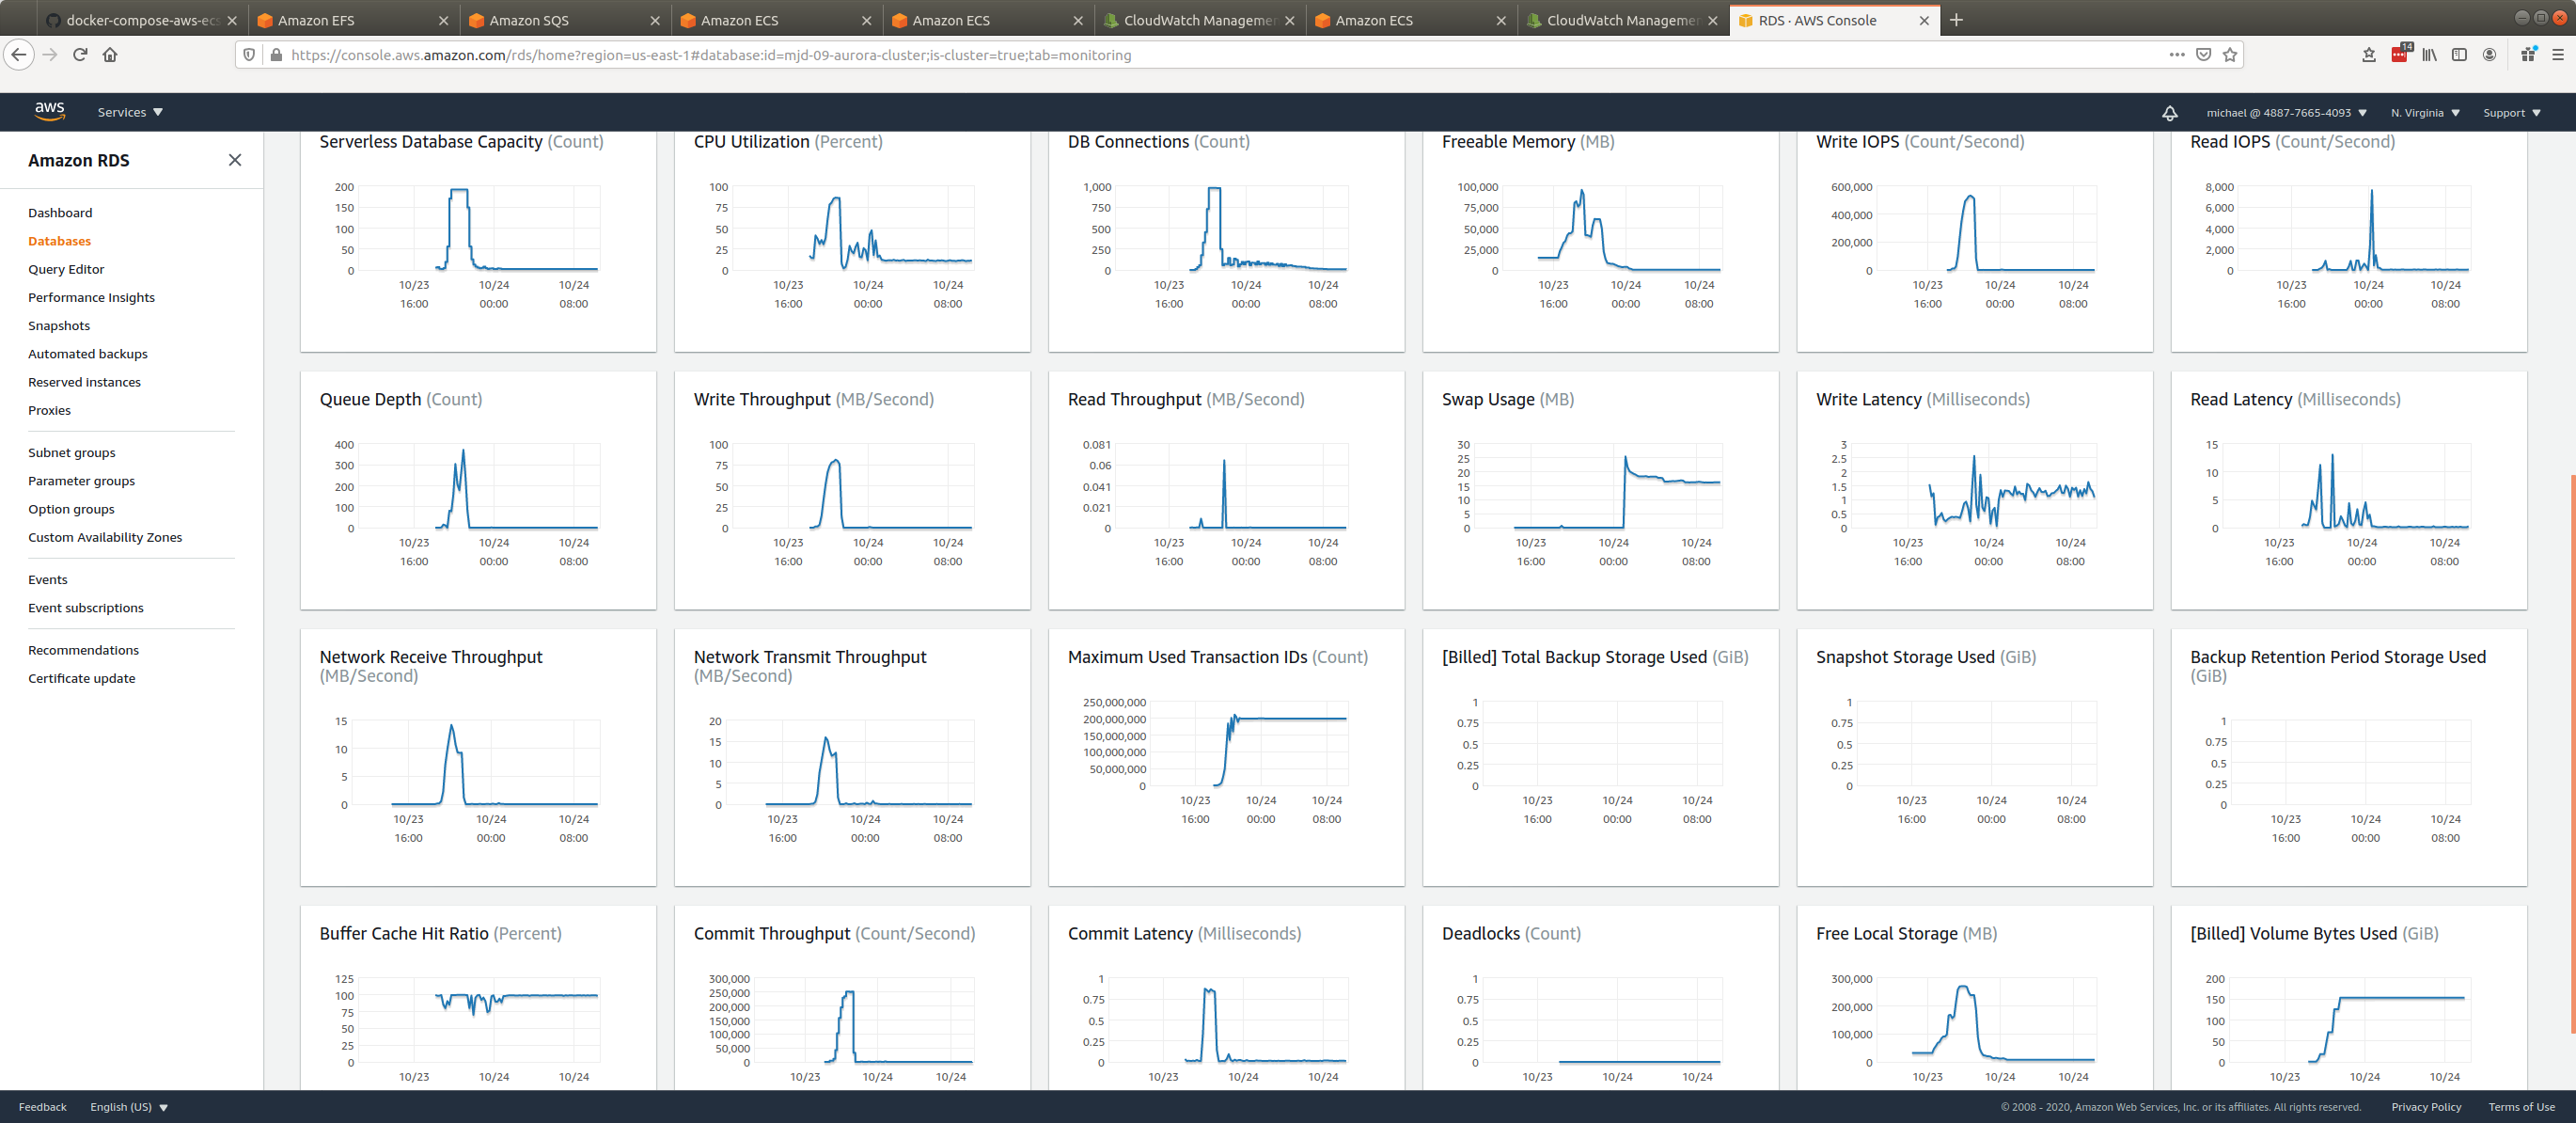 docker-compose-aws-ecs
Amazon EFS
Amazon SQS
Amazon ECS
Amazon ECS
CloudWatch Managemen
Amazon ECS
CloudWatch Managemen
RDS · AWS Console
https://console.aws.amazon.com/rds/home?region=us-east-1#database:id=mjd-09-aurora-cluster;is-cluster=true;tab=monitoring
14
aws
Services
michael @ 4887-7665-4093
N. Virginia
Support
Amazon RDS
Dashboard
Databases
Query Editor
Performance Insights
Snapshots
Automated backups
Reserved instances
Proxies
Subnet groups
Parameter groups
Option groups
Custom Availability Zones
Events
Event subscriptions
Recommendations
Certificate update
Serverless Database Capacity (Count)
200
150
100
50
0
10/23 10/24 10/24
16:00 00:00 08:00
CPU Utilization (Percent)
100
75
50
25
0
10/23 10/24 10/24
16:00 00:00 08:00
DB Connections (Count)
1,000
750
500
250
0
10/23 10/24 10/24
16:00 00:00 08:00
Freeable Memory (MB)
100,000
75,000
50,000
25,000
0
10/23 10/24 10/24
16:00 00:00 08:00
Write IOPS (Count/Second)
600,000
400,000
200,000
0
10/23 10/24 10/24
16:00 00:00 08:00
Read IOPS (Count/Second)
8,000
6,000
4,000
2,000
0
10/23 10/24 10/24
16:00 00:00 08:00
Queue Depth (Count)
400
300
200
100
0
10/23 10/24 10/24
16:00 00:00 08:00
Write Throughput (MB/Second)
100
75
50
25
0
10/23 10/24 10/24
16:00 00:00 08:00
Read Throughput (MB/Second)
0.081
0.06
0.041
0.021
0
10/23 10/24 10/24
16:00 00:00 08:00
Swap Usage (MB)
30
25
20
15
10
5
0
10/23 10/24 10/24
16:00 00:00 08:00
Write Latency (Milliseconds)
3
2.5
2
1.5
1
0.5
0
10/23 10/24 10/24
16:00 00:00 08:00
Read Latency (Milliseconds)
15
10
5
0
10/23 10/24 10/24
16:00 00:00 08:00
Network Receive Throughput
(MB/Second)
15
10
5
0
10/23 10/24 10/24
16:00 00:00 08:00
Network Transmit Throughput
(MB/Second)
20
15
10
5
0
10/23 10/24 10/24
16:00 00:00 08:00
Maximum Used Transaction IDs (Count)
250,000,000
200,000,000
150,000,000
100,000,000
50,000,000
0
10/23 10/24 10/24
16:00 00:00 08:00
[Billed] Total Backup Storage Used (GiB)
1
0.75
0.5
0.25
0
10/23 10/24 10/24
16:00 00:00 08:00
Snapshot Storage Used (GiB)
1
0.75
0.5
0.25
0
10/23 10/24 10/24
16:00 00:00 08:00
Backup Retention Period Storage Used
(GiB)
1
0.75
0.5
0.25
0
10/23 10/24 10/24
16:00 00:00 08:00
Buffer Cache Hit Ratio (Percent)
125
100
75
50
25
0
10/23 10/24 10/24
Commit Throughput (Count/Second)
300,000
250,000
200,000
150,000
100,000
50,000
0
10/23 10/24 10/24
Commit Latency (Milliseconds)
1
0.75
0.5
0.25
0
10/23 10/24 10/24
Deadlocks (Count)
1
0.75
0.5
0.25
0
10/23 10/24 10/24
Free Local Storage (MB)
300,000
200,000
100,000
0
10/23 10/24 10/24
[Billed] Volume Bytes Used (GiB)
200
150
100
50
0
10/23 10/24 10/24
Feedback
English (US)
© 2008 - 2020, Amazon Web Services, Inc. or its affiliates. All rights reserved.
Privacy Policy
Terms of Use